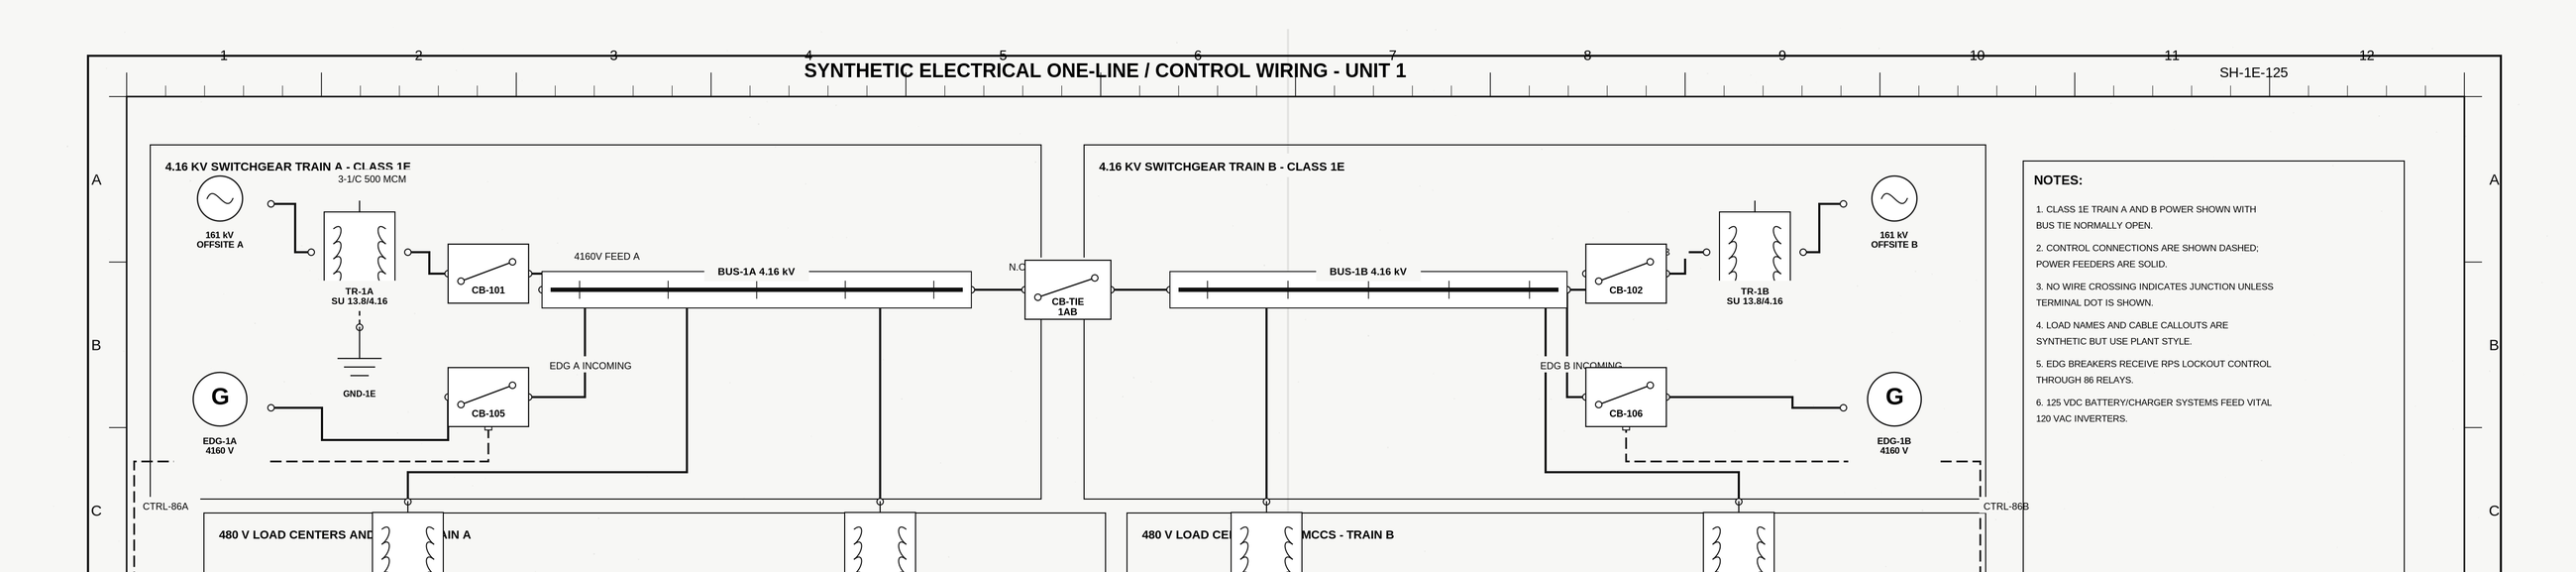 1 2 3 4 5 6 7 8 9 10 11 12
SYNTHETIC ELECTRICAL ONE-LINE / CONTROL WIRING - UNIT 1
SH-1E-125
A
B
C
4.16 KV SWITCHGEAR TRAIN A - CLASS 1E
3-1/C 500 MCM
161 kV
OFFSITE A
TR-1A
SU 13.8/4.16
GND-1E
CB-101
4160V FEED A
BUS-1A 4.16 kV
CB-TIE
1AB
EDG A INCOMING
CB-105
G
EDG-1A
4160 V
CTRL-86A
4.16 KV SWITCHGEAR TRAIN B - CLASS 1E
BUS-1B 4.16 kV
CB-102
TR-1B
SU 13.8/4.16
161 kV
OFFSITE B
EDG B INCOMING
CB-106
G
EDG-1B
4160 V
CTRL-86B
480 V LOAD CENTERS AND
480 V LOAD
MCCS - TRAIN B
NOTES:
1. CLASS 1E TRAIN A AND B POWER SHOWN WITH
BUS TIE NORMALLY OPEN.
2. CONTROL CONNECTIONS ARE SHOWN DASHED;
POWER FEEDERS ARE SOLID.
3. NO WIRE CROSSING INDICATES JUNCTION UNLESS
TERMINAL DOT IS SHOWN.
4. LOAD NAMES AND CABLE CALLOUTS ARE
SYNTHETIC BUT USE PLANT STYLE.
5. EDG BREAKERS RECEIVE RPS LOCKOUT CONTROL
THROUGH 86 RELAYS.
6. 125 VDC BATTERY/CHARGER SYSTEMS FEED VITAL
120 VAC INVERTERS.
A
B
C